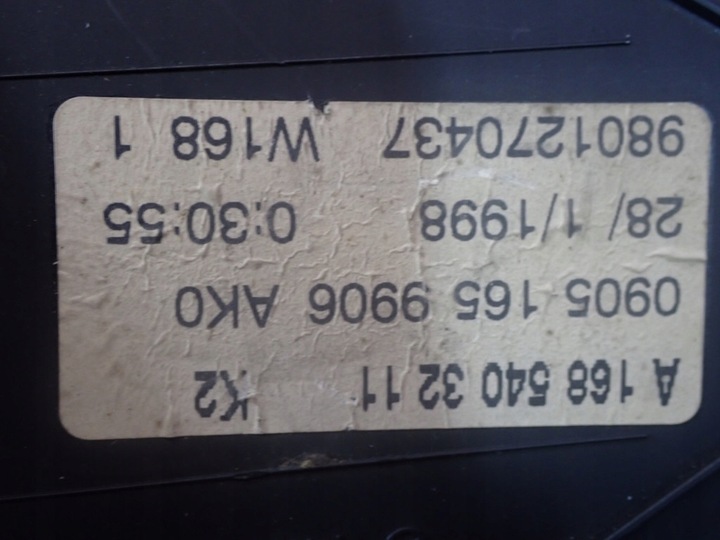 A 168 540 32 11 K2
0905 165 9906 AK0
28/ 1/1998 0:30:55
9801270437 W168 1